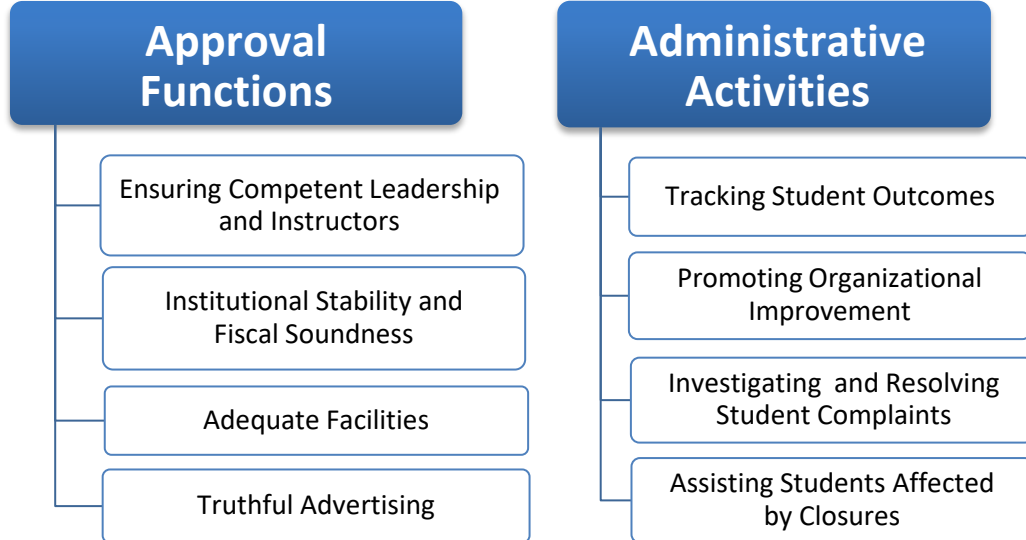 Approval
Functions
Ensuring Competent Leadership
and Instructors
Institutional Stability and
Fiscal Soundness
Adequate Facilities
Truthful Advertising
Administrative
Activities
Tracking Student Outcomes
Promoting Organizational
Improvement
Investigating  and Resolving
Student Complaints
Assisting Students Affected
by Closures